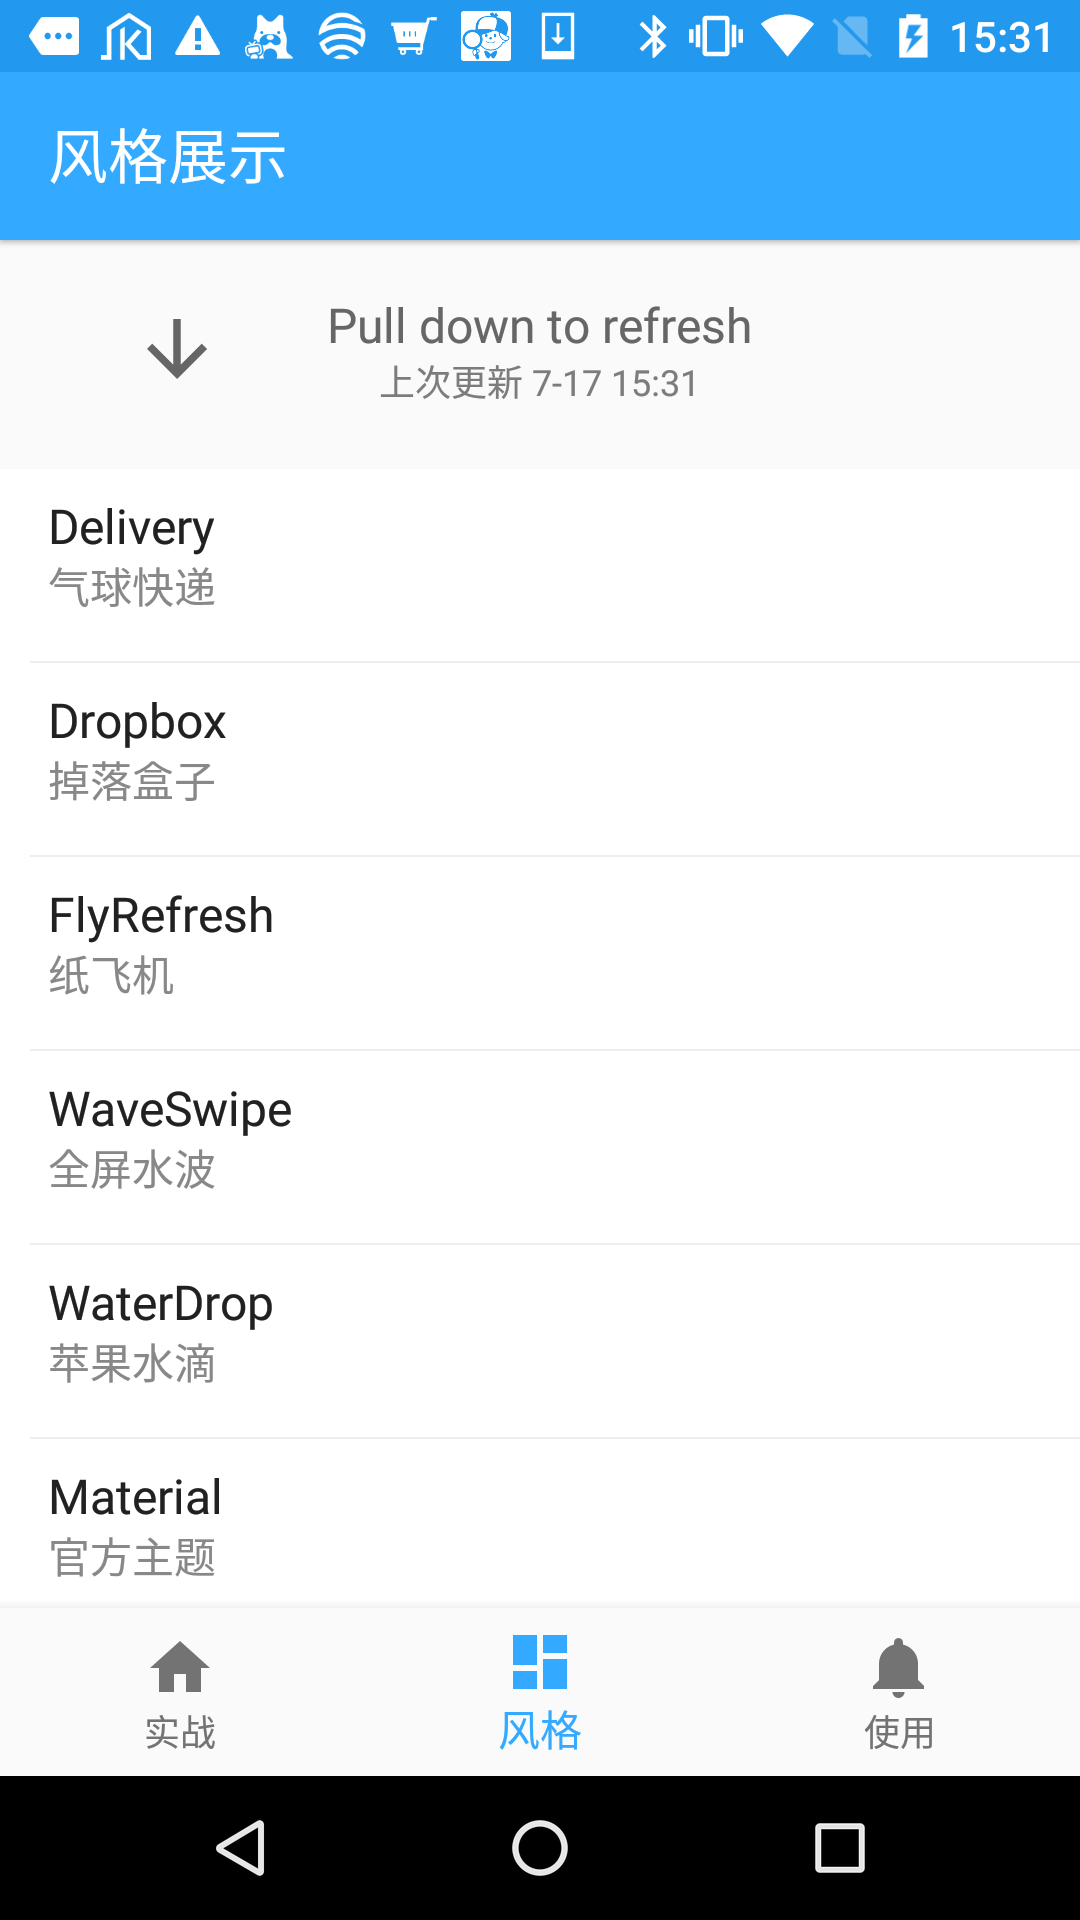 15:31
风格展示
Pull down to refresh
上次更新 7-17 15:31
Delivery
气球快递
Dropbox
掉落盒子
FlyRefresh
纸飞机
WaveSwipe
全屏水波
WaterDrop
苹果水滴
Material
官方主题
实战
风格
使用